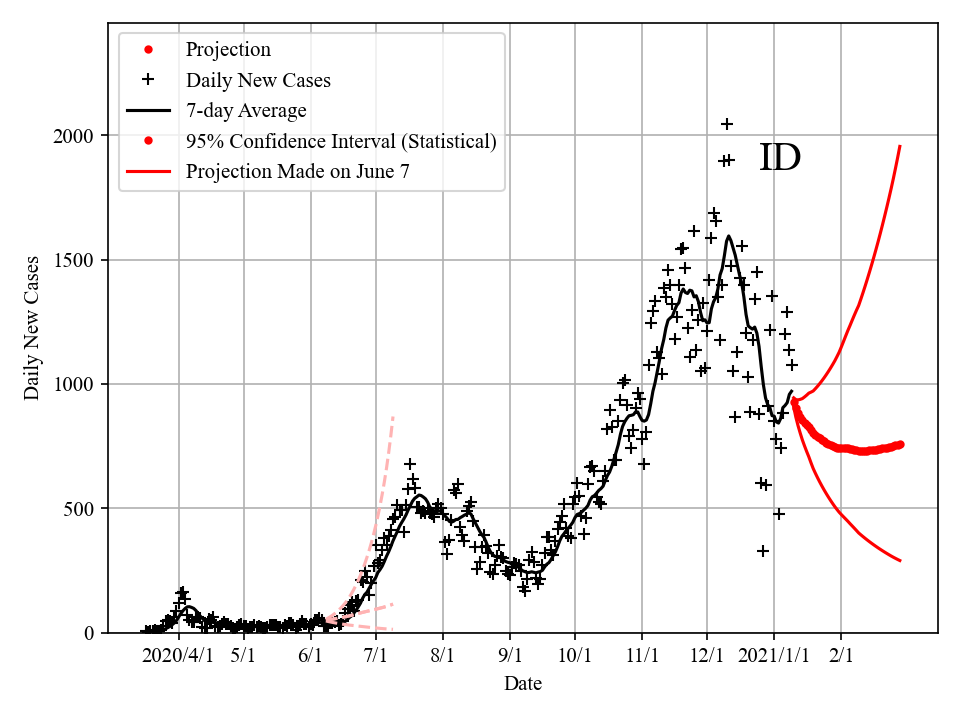 Projection
Daily New Cases
7-day Average
95% Confidence Interval (Statistical)
Projection Made on June 7
ID
Daily New Cases
2000
1500
1000
500
0
2020/4/1 5/1 6/1 7/1 8/1 9/1 10/1 11/1 12/1 2021/1/1 2/1
Date